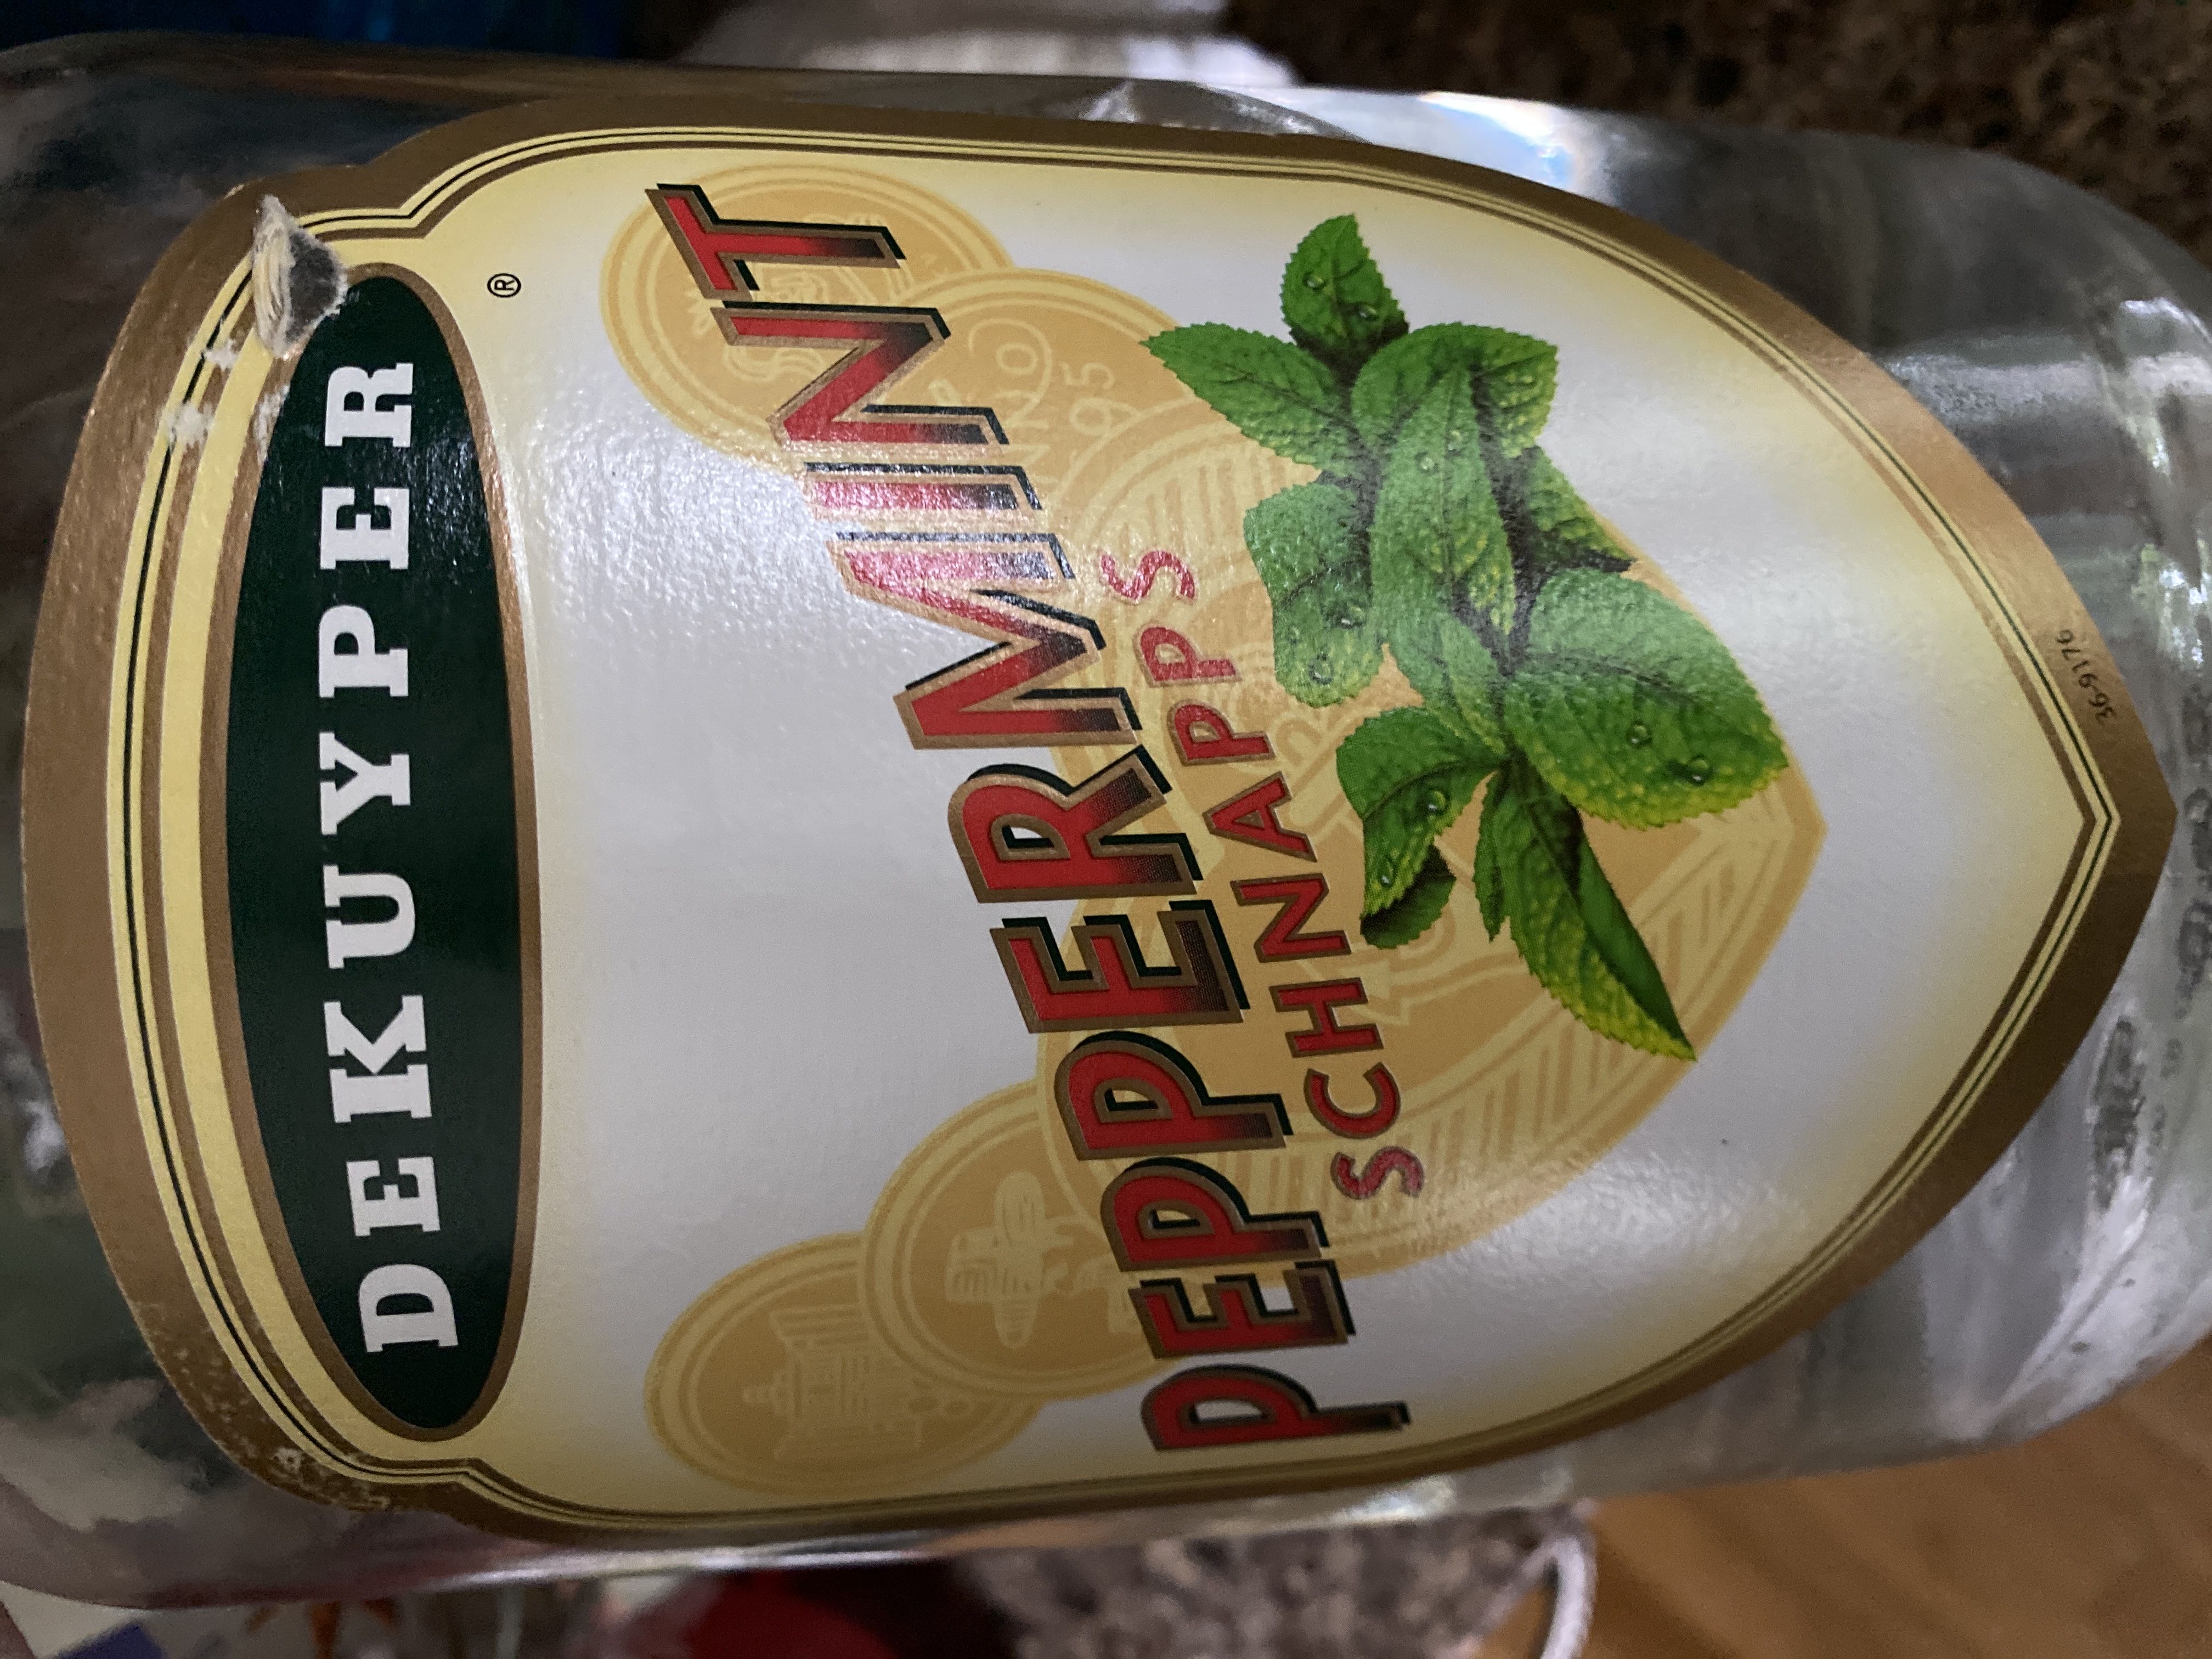 DEKUYPER
®
PEPPERMINT
SCHNAPPS
36-9176